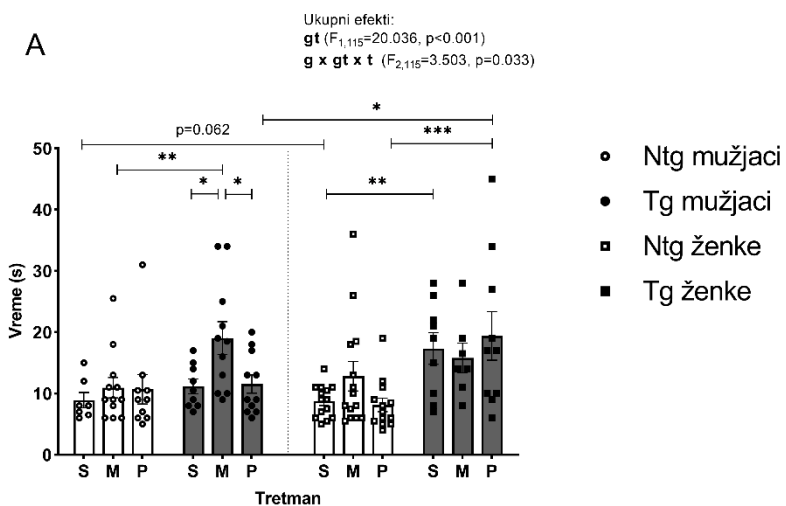 Ukupni efekti:
gt (F1,115=20.036, p<0.001)
g x gt x t (F2,115=3.503, p=0.033)
A
*
p=0.062
***
**
**
* *
50
40
30
20
10
0
Vreme (s)
S M P S M P S M P S M P
Tretman
Ntg mužjaci
Tg mužjaci
Ntg ženke
Tg ženke